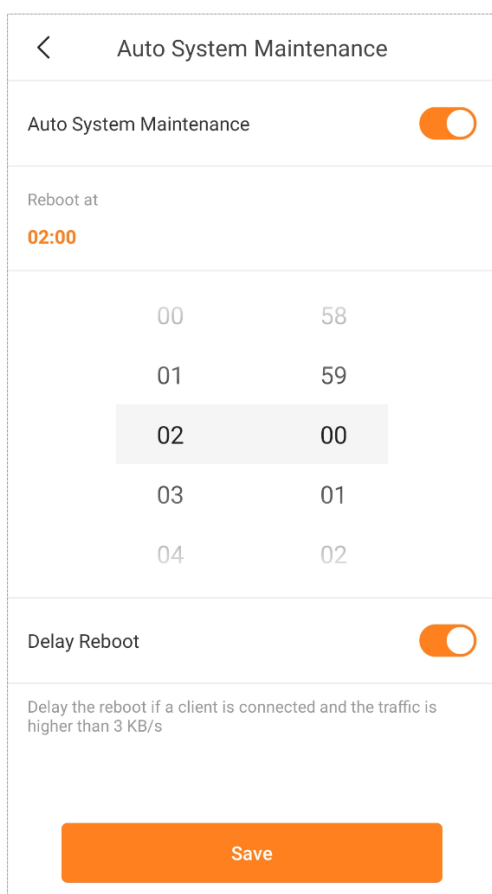 Auto System Maintenance
Auto System Maintenance
Reboot at
02:00
00 58
01 59
02 00
03 01
04 02
Delay Reboot
Delay the reboot if a client is connected and the traffic is
higher than 3 KB/s
Save